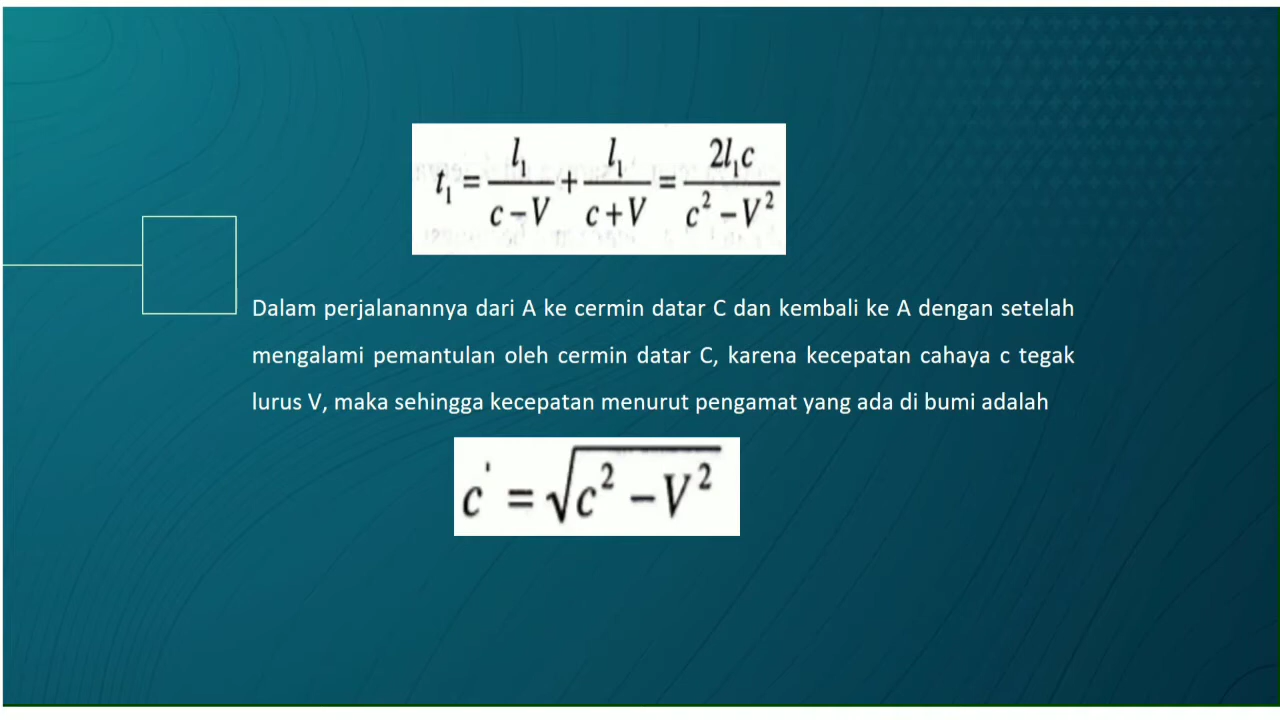 t₁ = l₁/(c − V) + l₁/(c + V) = 2l₁c/(c² − V²)
Dalam perjalanannya dari A ke cermin datar C dan kembali ke A dengan setelah
mengalami pemantulan oleh cermin datar C, karena kecepatan cahaya c tegak
lurus V, maka sehingga kecepatan menurut pengamat yang ada di bumi adalah
c' = √(c² − V²)